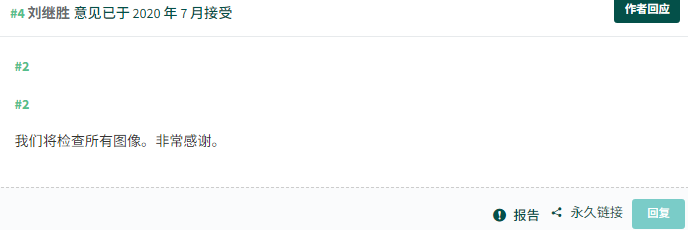 #4 刘继胜 意见已于 2020 年 7 月接受
作者回应
#2
#2
我们将检查所有图像。非常感谢。
报告
永久链接
回复